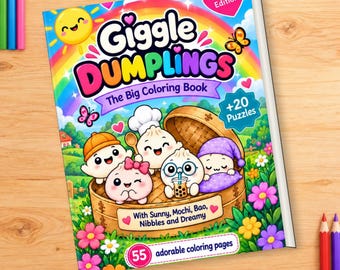 Edition
Giggle
DUMPLINGS
The Big Coloring Book
+20
Puzzles
With Sunny, Mochi, Bao,
Nibbles and Dreamy
55 adorable coloring pages